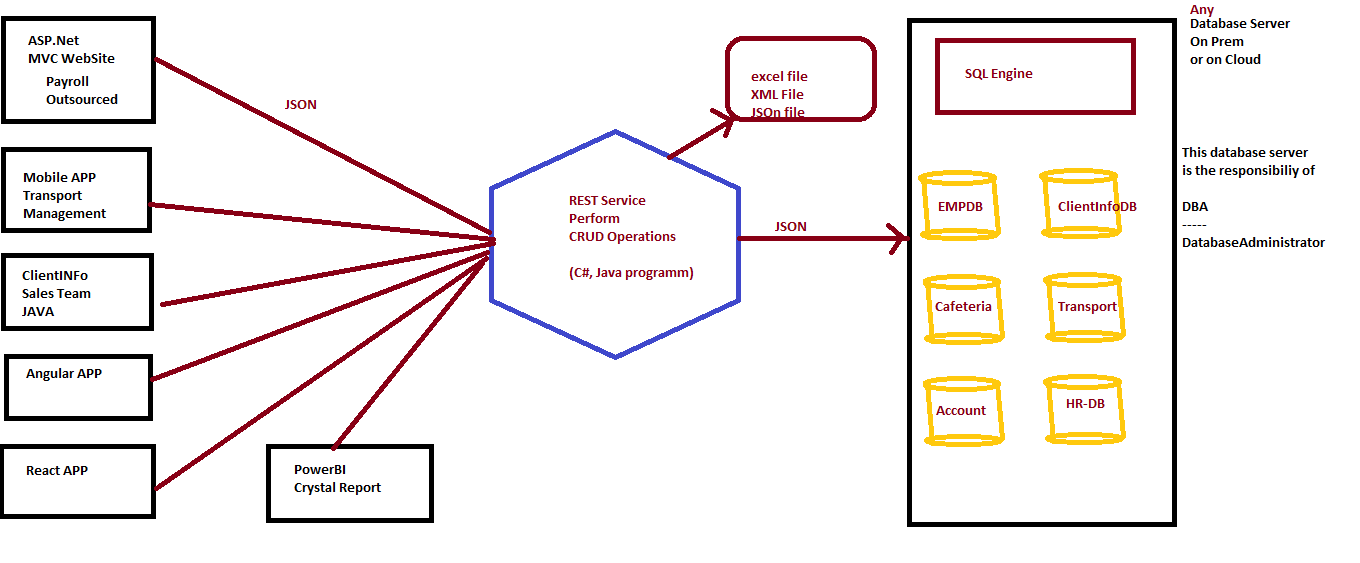 ASP.Net
MVC WebSite
Payroll
Outsourced
Mobile APP
Transport
Management
ClientINFo
Sales Team
JAVA
Angular APP
React APP
PowerBI
Crystal Report
JSON
REST Service
Perform
CRUD Operations
(C#, Java programm)
excel file
XML File
JSOn file
JSON
SQL Engine
EMPDB
ClientInfoDB
Cafeteria
Transport
Account
HR-DB
Any
Database Server
On Prem
or on Cloud
This database server
is the responsibiliy of
DBA
-----
DatabaseAdministrator